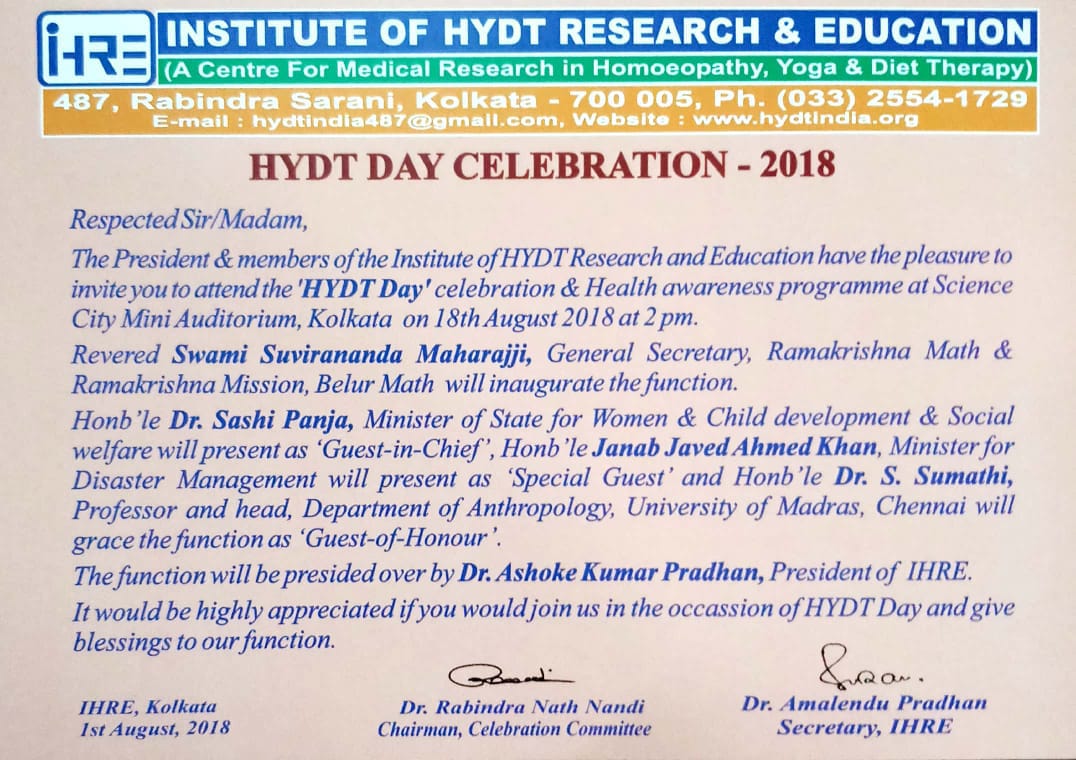 iHRE
INSTITUTE OF HYDT RESEARCH & EDUCATION
(A Centre For Medical Research in Homoeopathy, Yoga & Diet Therapy)
487, Rabindra Sarani, Kolkata - 700 005, Ph. (033) 2554-1729
E-mail : hydtindia487@gmail.com, Website : www.hydtindia.org
HYDT DAY CELEBRATION - 2018
Respected Sir/Madam,
The President & members of the Institute of HYDT Research and Education have the pleasure to
invite you to attend the 'HYDT Day' celebration & Health awareness programme at Science
City Mini Auditorium, Kolkata on 18th August 2018 at 2 pm.
Revered Swami Suvirananda Maharajji, General Secretary, Ramakrishna Math &
Ramakrishna Mission, Belur Math will inaugurate the function.
Honb'le Dr. Sashi Panja, Minister of State for Women & Child development & Social
welfare will present as 'Guest-in-Chief', Honb'le Janab Javed Ahmed Khan, Minister for
Disaster Management will present as 'Special Guest' and Honb'le Dr. S. Sumathi,
Professor and head, Department of Anthropology, University of Madras, Chennai will
grace the function as 'Guest-of-Honour'.
The function will be presided over by Dr. Ashoke Kumar Pradhan, President of IHRE.
It would be highly appreciated if you would join us in the occassion of HYDT Day and give
blessings to our function.
IHRE, Kolkata
1st August, 2018
Dr. Rabindra Nath Nandi
Chairman, Celebration Committee
Dr. Amalendu Pradhan
Secretary, IHRE